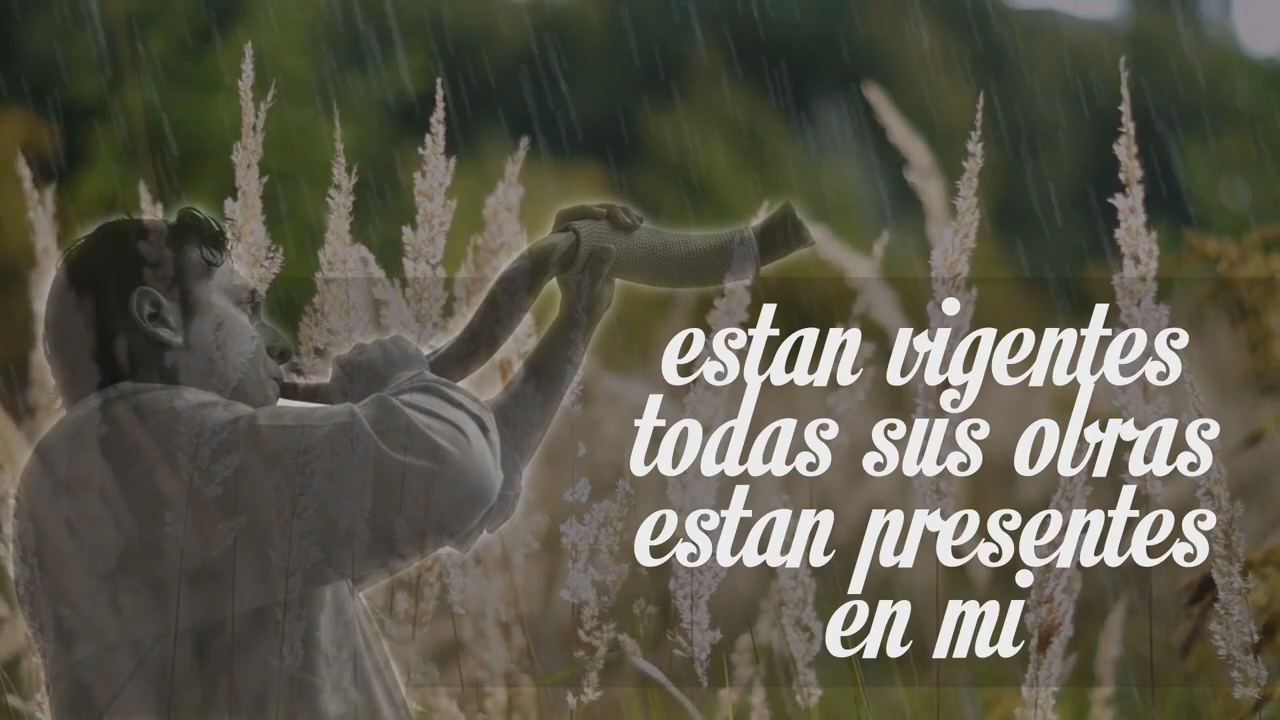 estan vigentes
todas sus obras
estan presentes
en mi